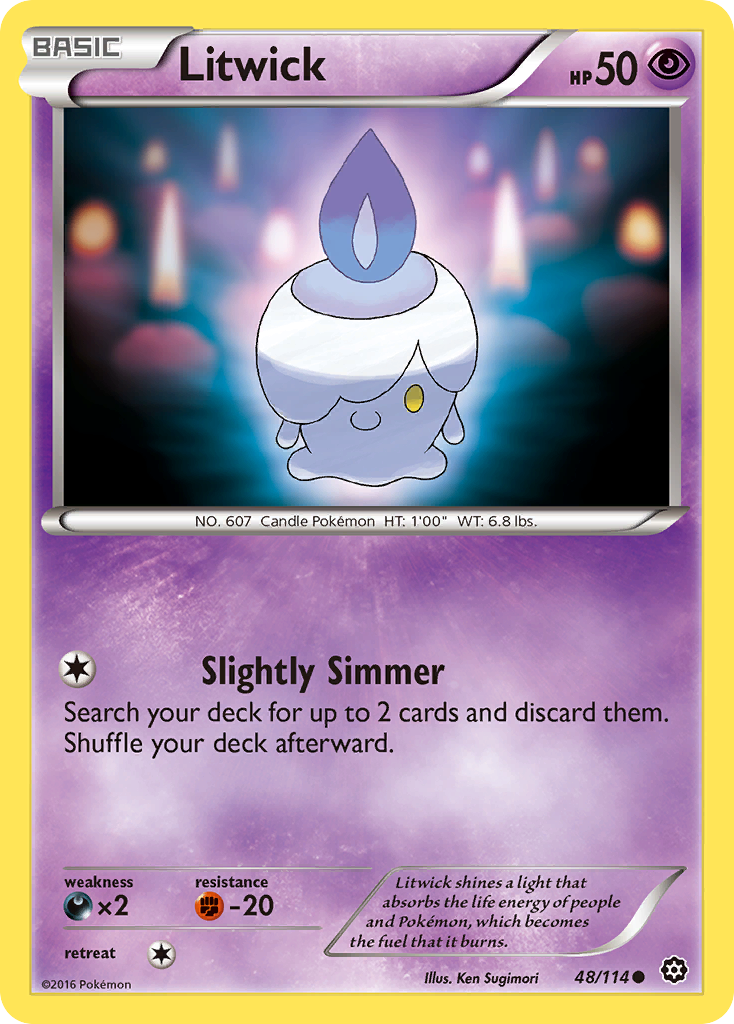 BASIC
Litwick
HP50
NO. 607 Candle Pokémon HT: 1'00" WT: 6.8 lbs.
Slightly Simmer
Search your deck for up to 2 cards and discard them.
Shuffle your deck afterward.
weakness
×2
resistance
-20
retreat
Litwick shines a light that
absorbs the life energy of people
and Pokémon, which becomes
the fuel that it burns.
©2016 Pokémon
Illus. Ken Sugimori
48/114